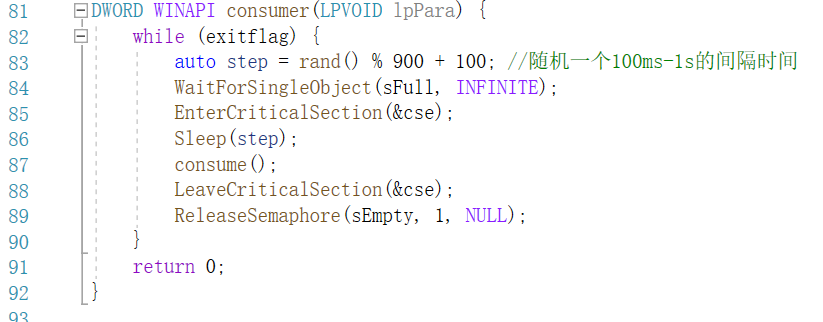 81 DWORD WINAPI consumer(LPVOID lpPara) {
82 while (exitflag) {
83 auto step = rand() % 900 + 100; //随机一个100ms-1s的间隔时间
84 WaitForSingleObject(sFull, INFINITE);
85 EnterCriticalSection(&cse);
86 Sleep(step);
87 consume();
88 LeaveCriticalSection(&cse);
89 ReleaseSemaphore(sEmpty, 1, NULL);
90 }
91 return 0;
92 }
93